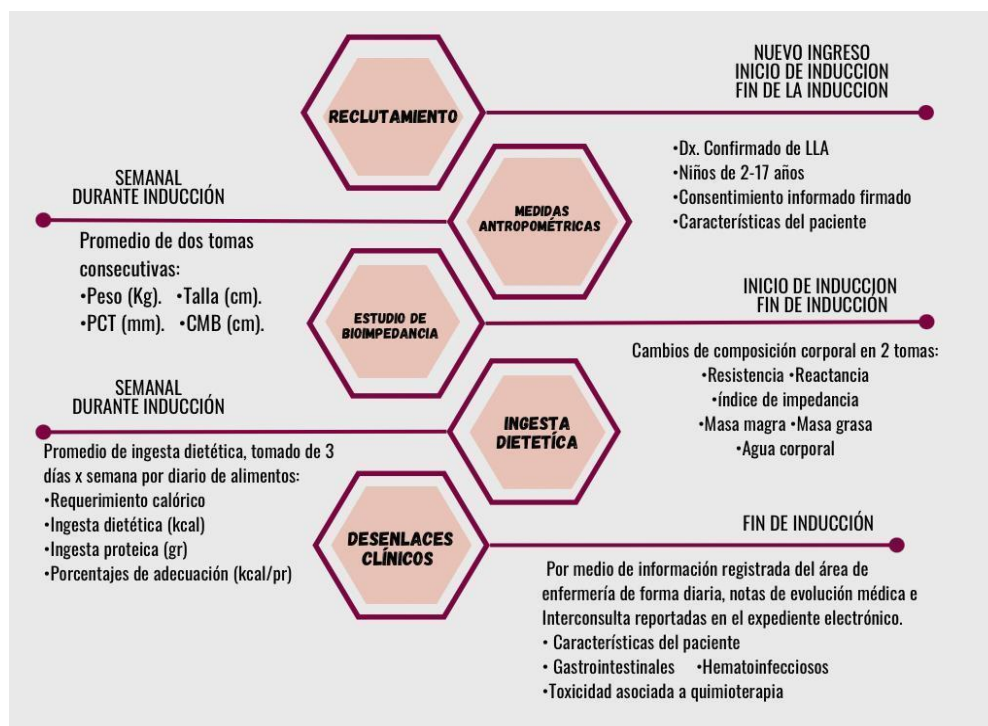 NUEVO INGRESO
INICIO DE INDUCCION
FIN DE LA INDUCCION
RECLUTAMIENTO
•Dx. Confirmado de LLA
•Niños de 2-17 años
•Consentimiento informado firmado
•Características del paciente
SEMANAL
DURANTE INDUCCIÓN
MEDIDAS
ANTROPOMÉTRICAS
Promedio de dos tomas
consecutivas:
•Peso (Kg). •Talla (cm).
•PCT (mm). •CMB (cm).
INICIO DE INDUCCION
FIN DE INDUCCIÓN
ESTUDIO DE
BIOIMPEDANCIA
Cambios de composición corporal en 2 tomas:
•Resistencia •Reactancia
•índice de impedancia
•Masa magra •Masa grasa
•Agua corporal
SEMANAL
DURANTE INDUCCIÓN
INGESTA
DIETETÍCA
Promedio de ingesta dietética, tomado de 3
días x semana por diario de alimentos:
•Requerimiento calórico
•Ingesta dietética (kcal)
•Ingesta proteica (gr)
•Porcentajes de adecuación (kcal/pr)
FIN DE INDUCCIÓN
DESENLACES
CLÍNICOS
Por medio de información registrada del área de
enfermería de forma diaria, notas de evolución médica e
Interconsulta reportadas en el expediente electrónico.
• Características del paciente
• Gastrointestinales •Hematoinfecciosos
•Toxicidad asociada a quimioterapia